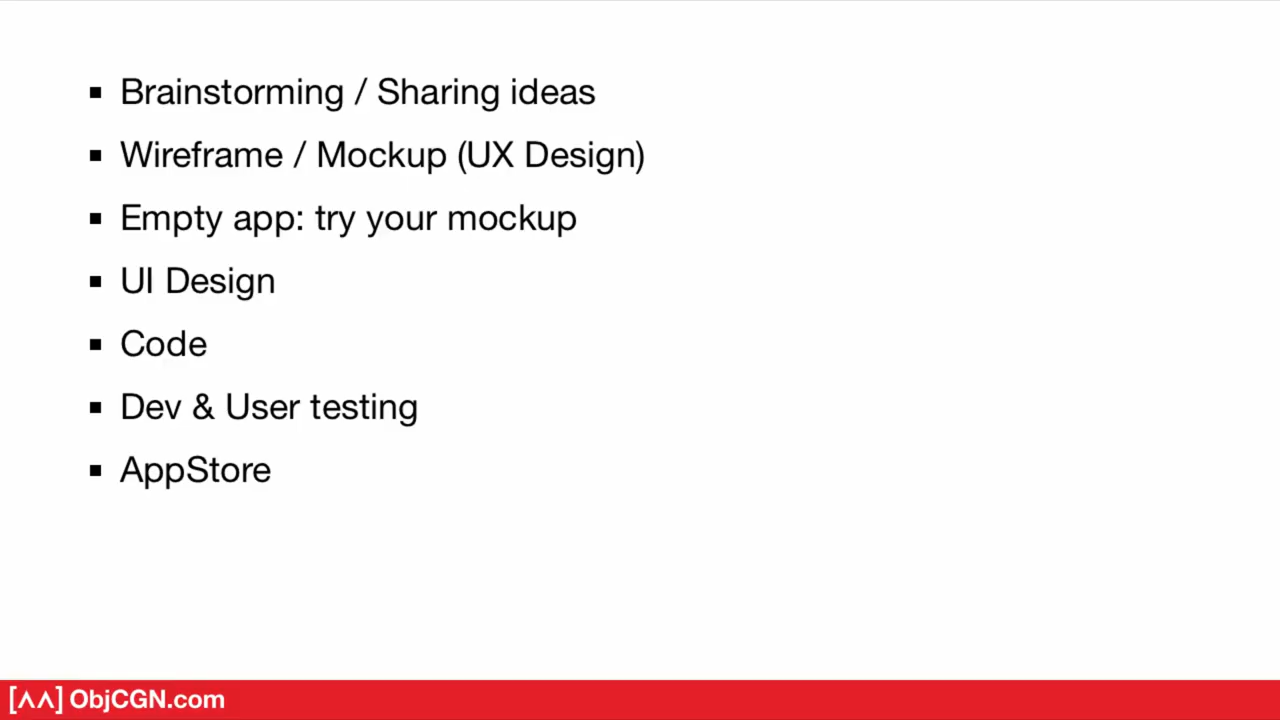 ▪ Brainstorming / Sharing ideas
▪ Wireframe / Mockup (UX Design)
▪ Empty app: try your mockup
▪ UI Design
▪ Code
▪ Dev & User testing
▪ AppStore
[ʌʌ] ObjCGN.com